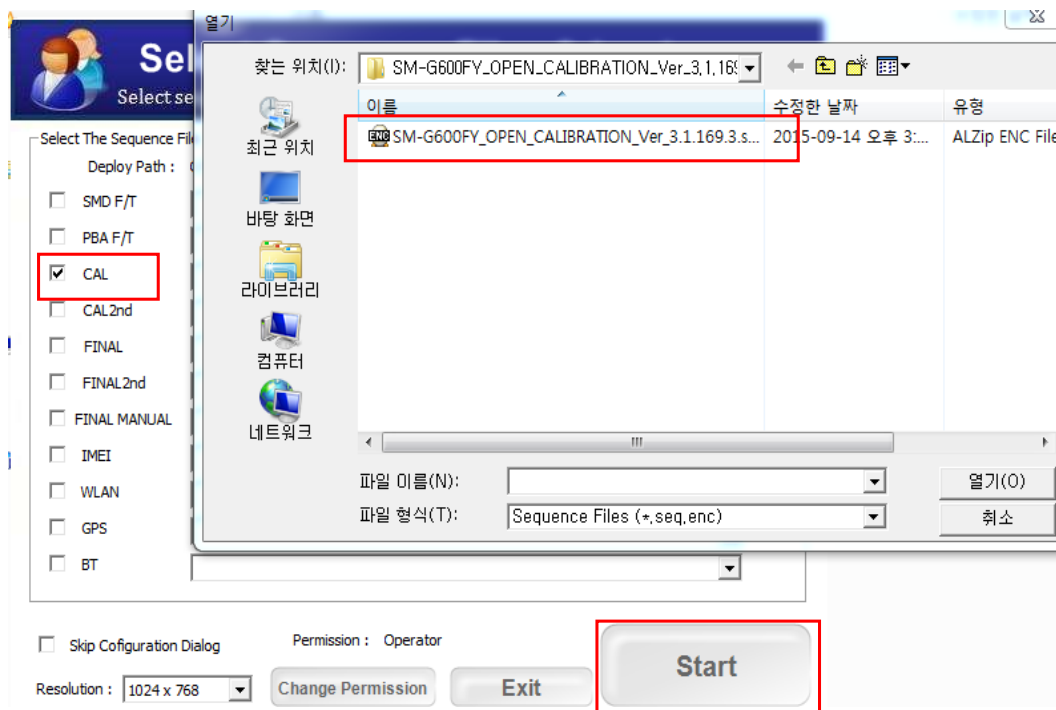 열기
Sel
Select se
찾는 위치(I):
SM-G600FY_OPEN_CALIBRATION_Ver_3,1,169
이름
수정한 날짜
유형
SM-G600FY_OPEN_CALIBRATION_Ver_3.1.169.3.s...
2015-09-14 오후 3:...
ALZip ENC File
최근 위치
바탕 화면
라이브러리
컴퓨터
네트워크
파일 이름(N):
열기(O)
파일 형식(T):
Sequence Files (*,seq,enc)
취소
Select The Sequence File
Deploy Path :
SMD F/T
PBA F/T
CAL
CAL2nd
FINAL
FINAL2nd
FINAL MANUAL
IMEI
WLAN
GPS
BT
Skip Cofiguration Dialog
Permission : Operator
Start
Resolution : 1024 x 768
Change Permission
Exit